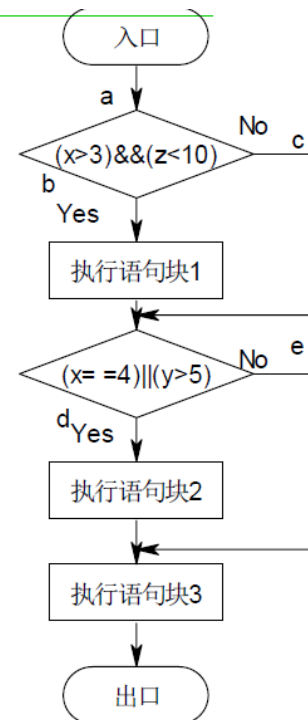 入口
a
(x>3)&&(z<10)
No
c
b
Yes
执行语句块1
(x= =4)||(y>5)
No
e
d
Yes
执行语句块2
执行语句块3
出口